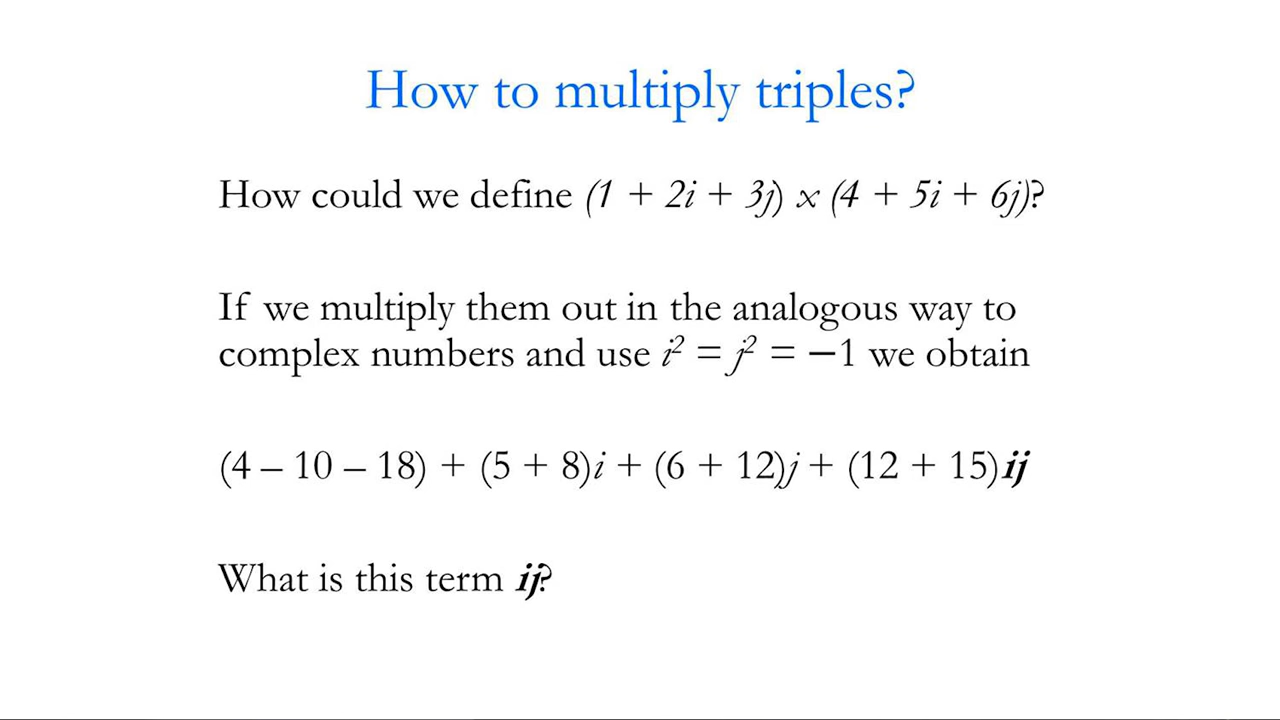 How to multiply triples?
How could we define (1 + 2i + 3j) x (4 + 5i + 6j)?
If we multiply them out in the analogous way to
complex numbers and use i² = j² = −1 we obtain
(4 – 10 – 18) + (5 + 8)i + (6 + 12)j + (12 + 15)ij
What is this term ij?